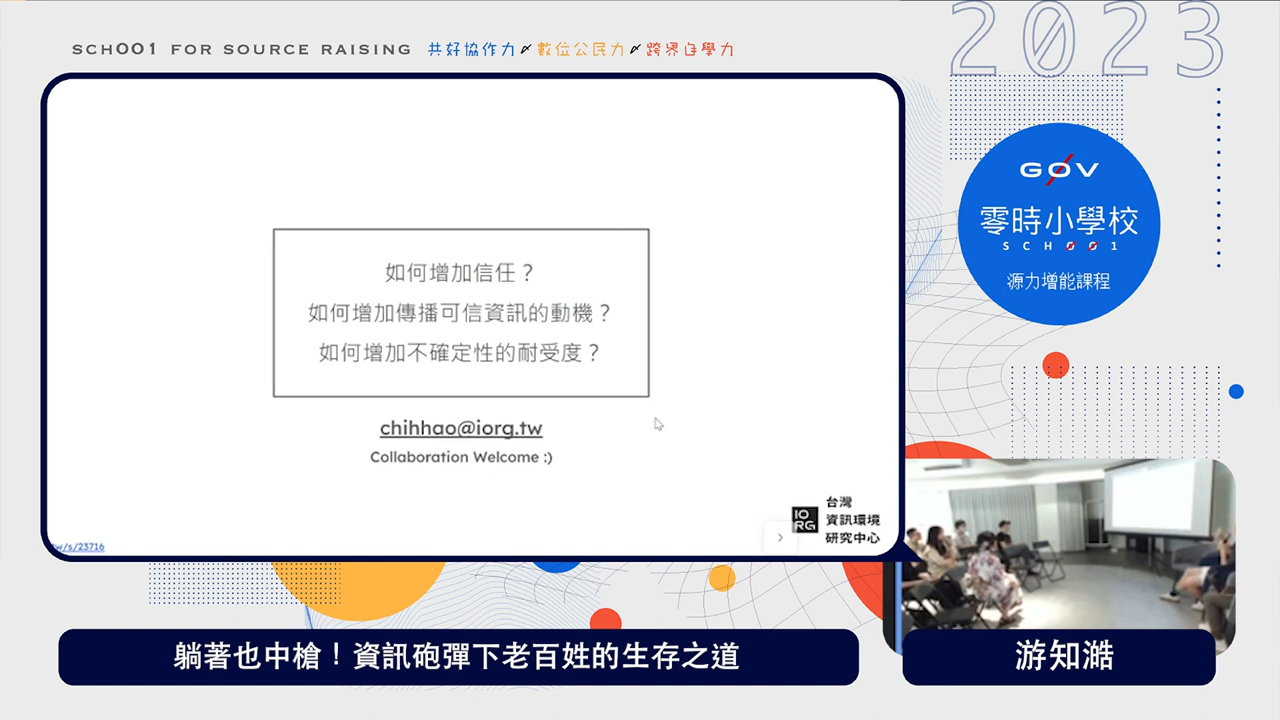 SCHOO1 FOR SOURCE RAISING 共好協作力 數位公民力 跨界自學力
2023
GOV
零時小學校
SCHOO1
源力增能課程
如何增加信任？
如何增加傳播可信資訊的動機？
如何增加不確定性的耐受度？
chihhao@iorg.tw
Collaboration Welcome :)
IO
RG
台灣
資訊環境
研究中心
w/s/23716
躺著也中槍！資訊砲彈下老百姓的生存之道
游知澔